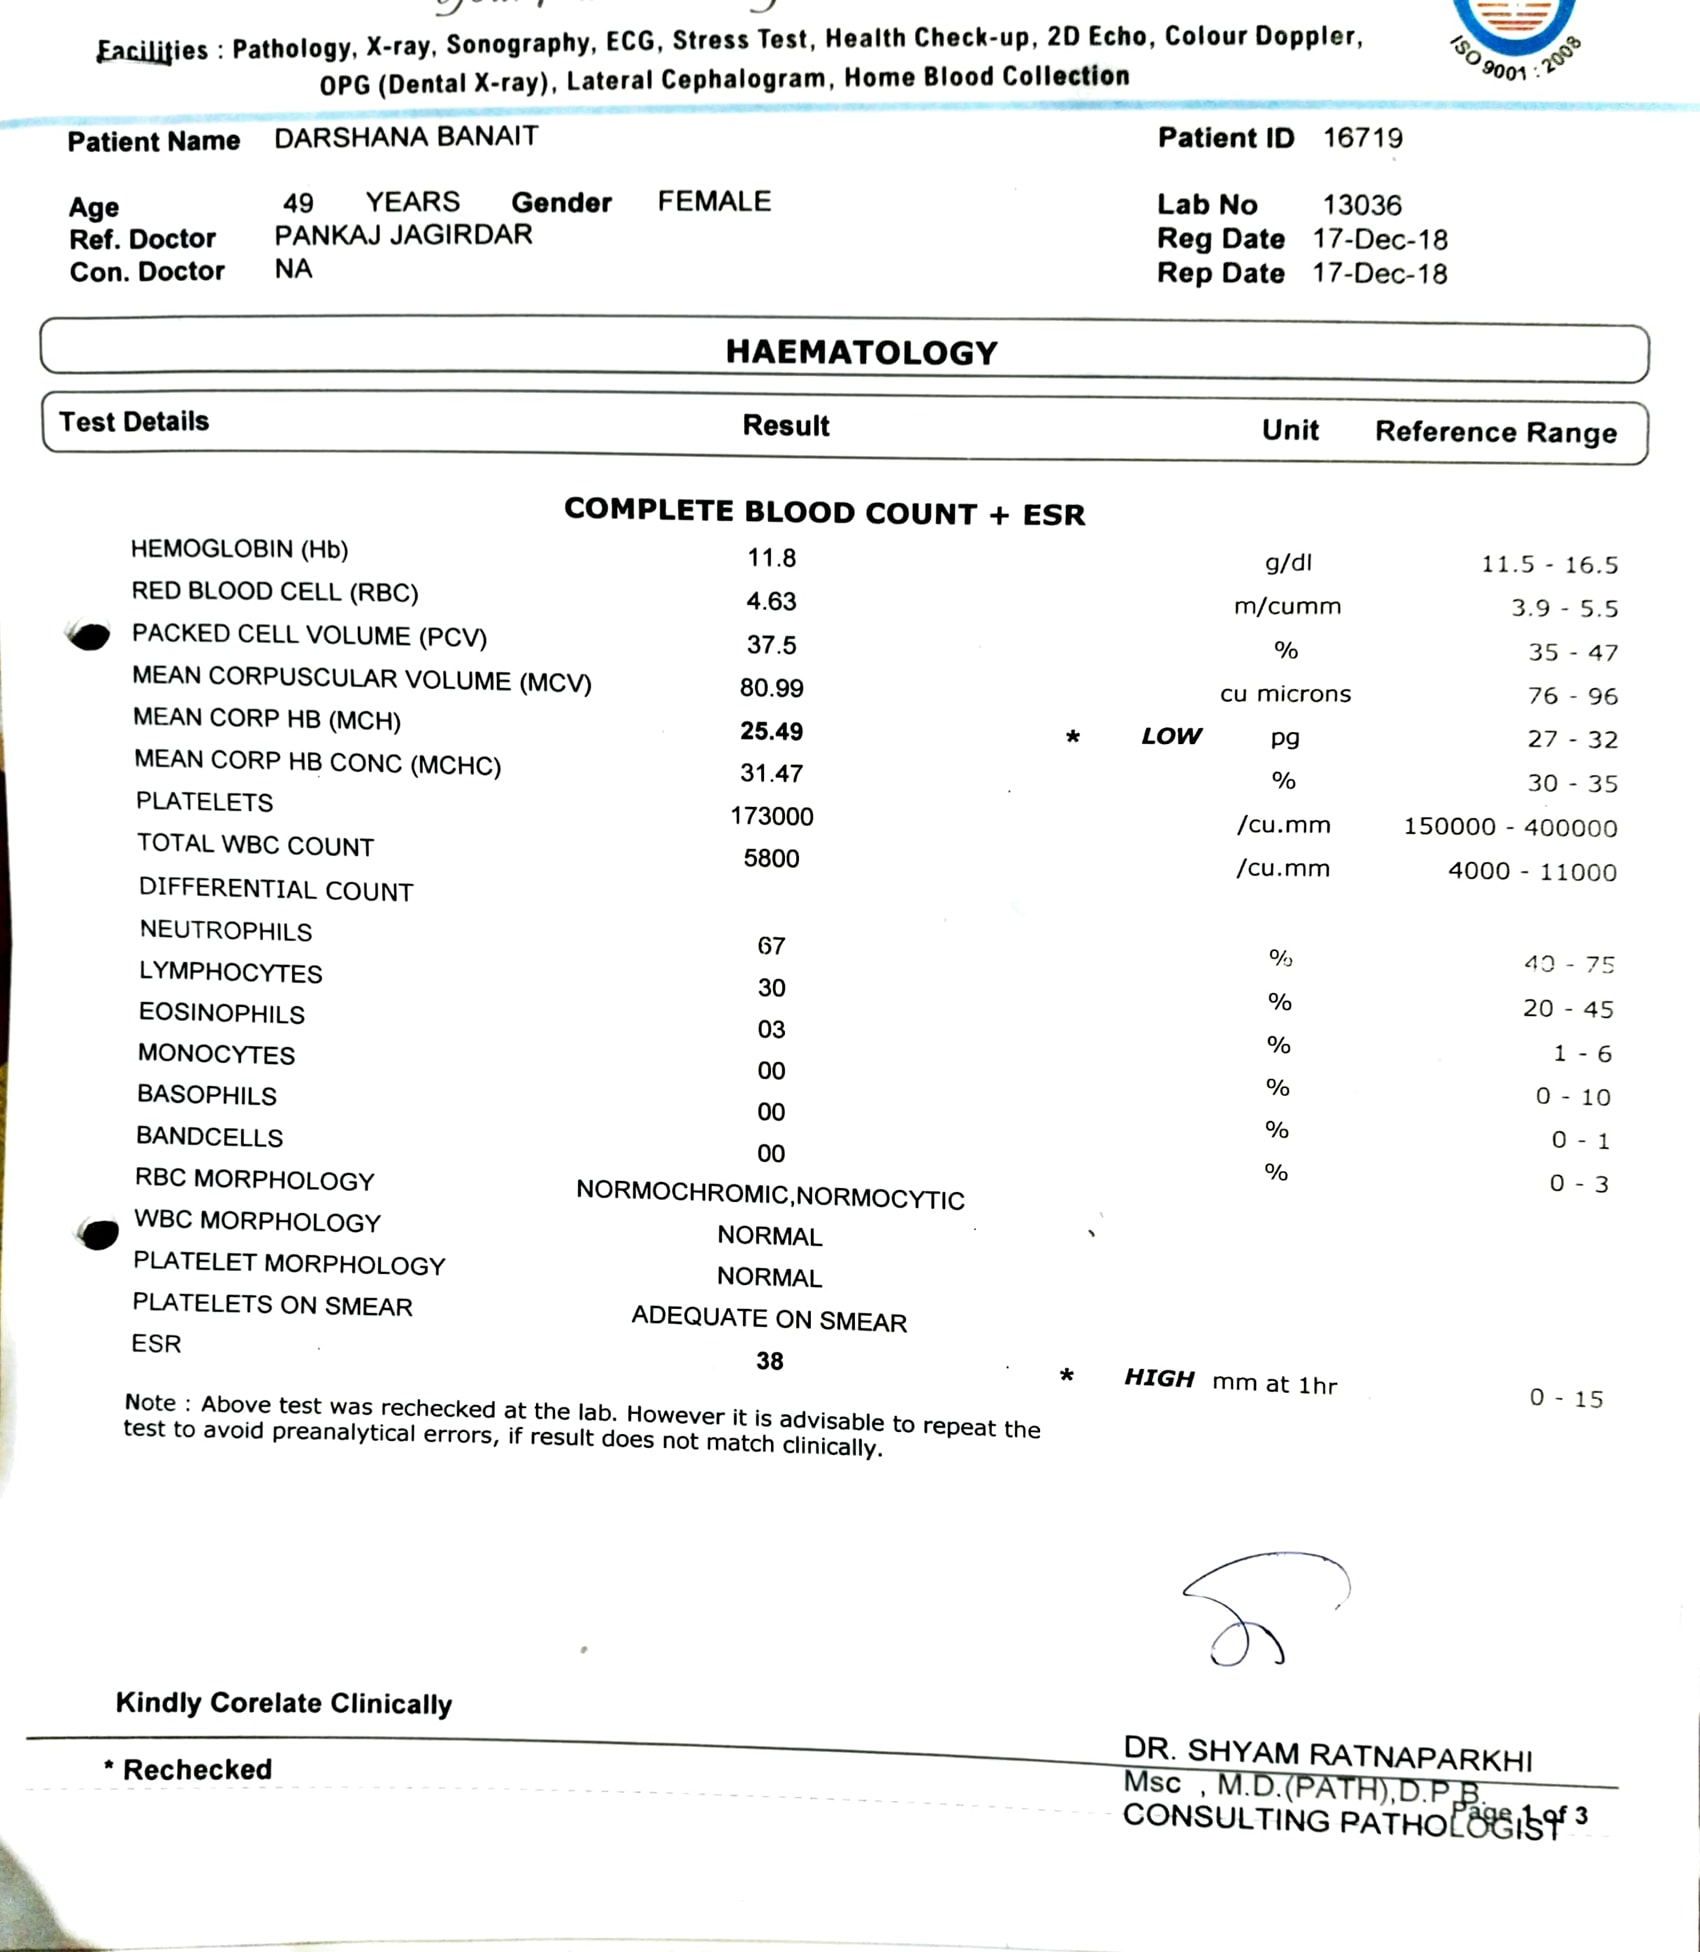 Facilities : Pathology, X-ray, Sonography, ECG, Stress Test, Health Check-up, 2D Echo, Colour Doppler,
OPG (Dental X-ray), Lateral Cephalogram, Home Blood Collection
ISO 9001 : 2008
Patient Name DARSHANA BANAIT Patient ID 16719
Age 49 YEARS Gender FEMALE Lab No 13036
Ref. Doctor PANKAJ JAGIRDAR Reg Date 17-Dec-18
Con. Doctor NA Rep Date 17-Dec-18
HAEMATOLOGY
Test Details Result Unit Reference Range
COMPLETE BLOOD COUNT + ESR
HEMOGLOBIN (Hb) 11.8 g/dl 11.5 - 16.5
RED BLOOD CELL (RBC) 4.63 m/cumm 3.9 - 5.5
PACKED CELL VOLUME (PCV) 37.5 % 35 - 47
MEAN CORPUSCULAR VOLUME (MCV) 80.99 cu microns 76 - 96
MEAN CORP HB (MCH) 25.49 * LOW pg 27 - 32
MEAN CORP HB CONC (MCHC) 31.47 % 30 - 35
PLATELETS 173000 /cu.mm 150000 - 400000
TOTAL WBC COUNT 5800 /cu.mm 4000 - 11000
DIFFERENTIAL COUNT
NEUTROPHILS 67 % 40 - 75
LYMPHOCYTES 30 % 20 - 45
EOSINOPHILS 03 % 1 - 6
MONOCYTES 00 % 0 - 10
BASOPHILS 00 % 0 - 1
BANDCELLS 00 % 0 - 3
RBC MORPHOLOGY NORMOCHROMIC,NORMOCYTIC
WBC MORPHOLOGY NORMAL
PLATELET MORPHOLOGY NORMAL
PLATELETS ON SMEAR ADEQUATE ON SMEAR
ESR 38 * HIGH mm at 1hr 0 - 15
Note : Above test was rechecked at the lab. However it is advisable to repeat the
test to avoid preanalytical errors, if result does not match clinically.
Kindly Corelate Clinically
* Rechecked
DR. SHYAM RATNAPARKHI
Msc , M.D.(PATH),D.P.B.
CONSULTING PATHOLOGIST
Page 1 of 3